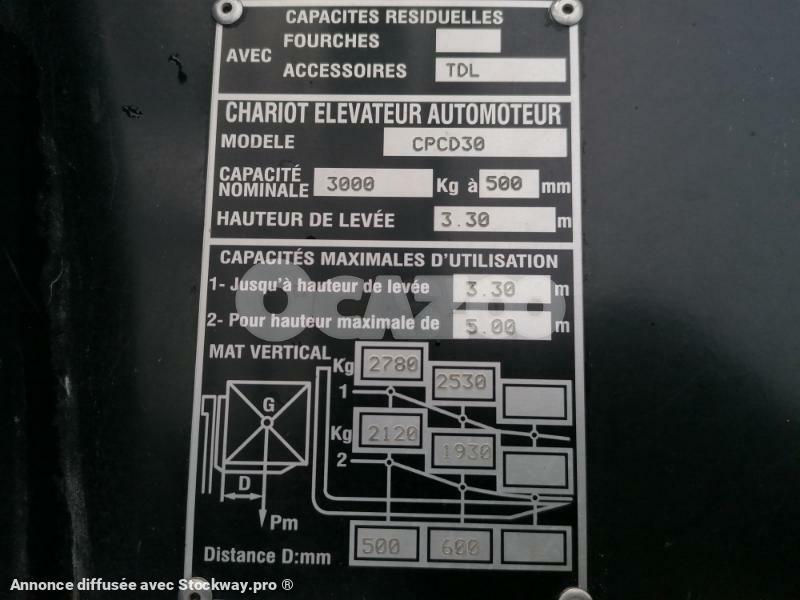 CAPACITES RESIDUELLES
AVEC FOURCHES
ACCESSOIRES TDL
CHARIOT ELEVATEUR AUTOMOTEUR
MODELE CPCD30
CAPACITÉ NOMINALE 3000 Kg à 500 mm
HAUTEUR DE LEVÉE 3.30 m
CAPACITÉS MAXIMALES D'UTILISATION
1- Jusqu'à hauteur de levée 3.30 m
OCAZOO
2- Pour hauteur maximale de 5.00 m
MAT VERTICAL
Kg 2780 2530
1
G
Kg 2120 1930
2
D
Pm
Distance D:mm 500 600
Annonce diffusée avec Stockway.pro ®